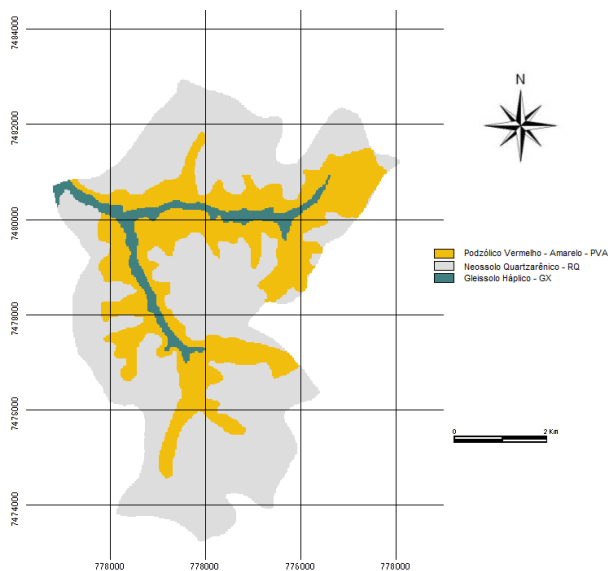 7484000
N
7482000
7480000
Podzólico Vermelho - Amarelo - PVA
Neossolo Quartzarênico - RQ
Gleissolo Háplico - GX
7478000
7476000
0 2 Km
7474000
778000 778000 776000 778000